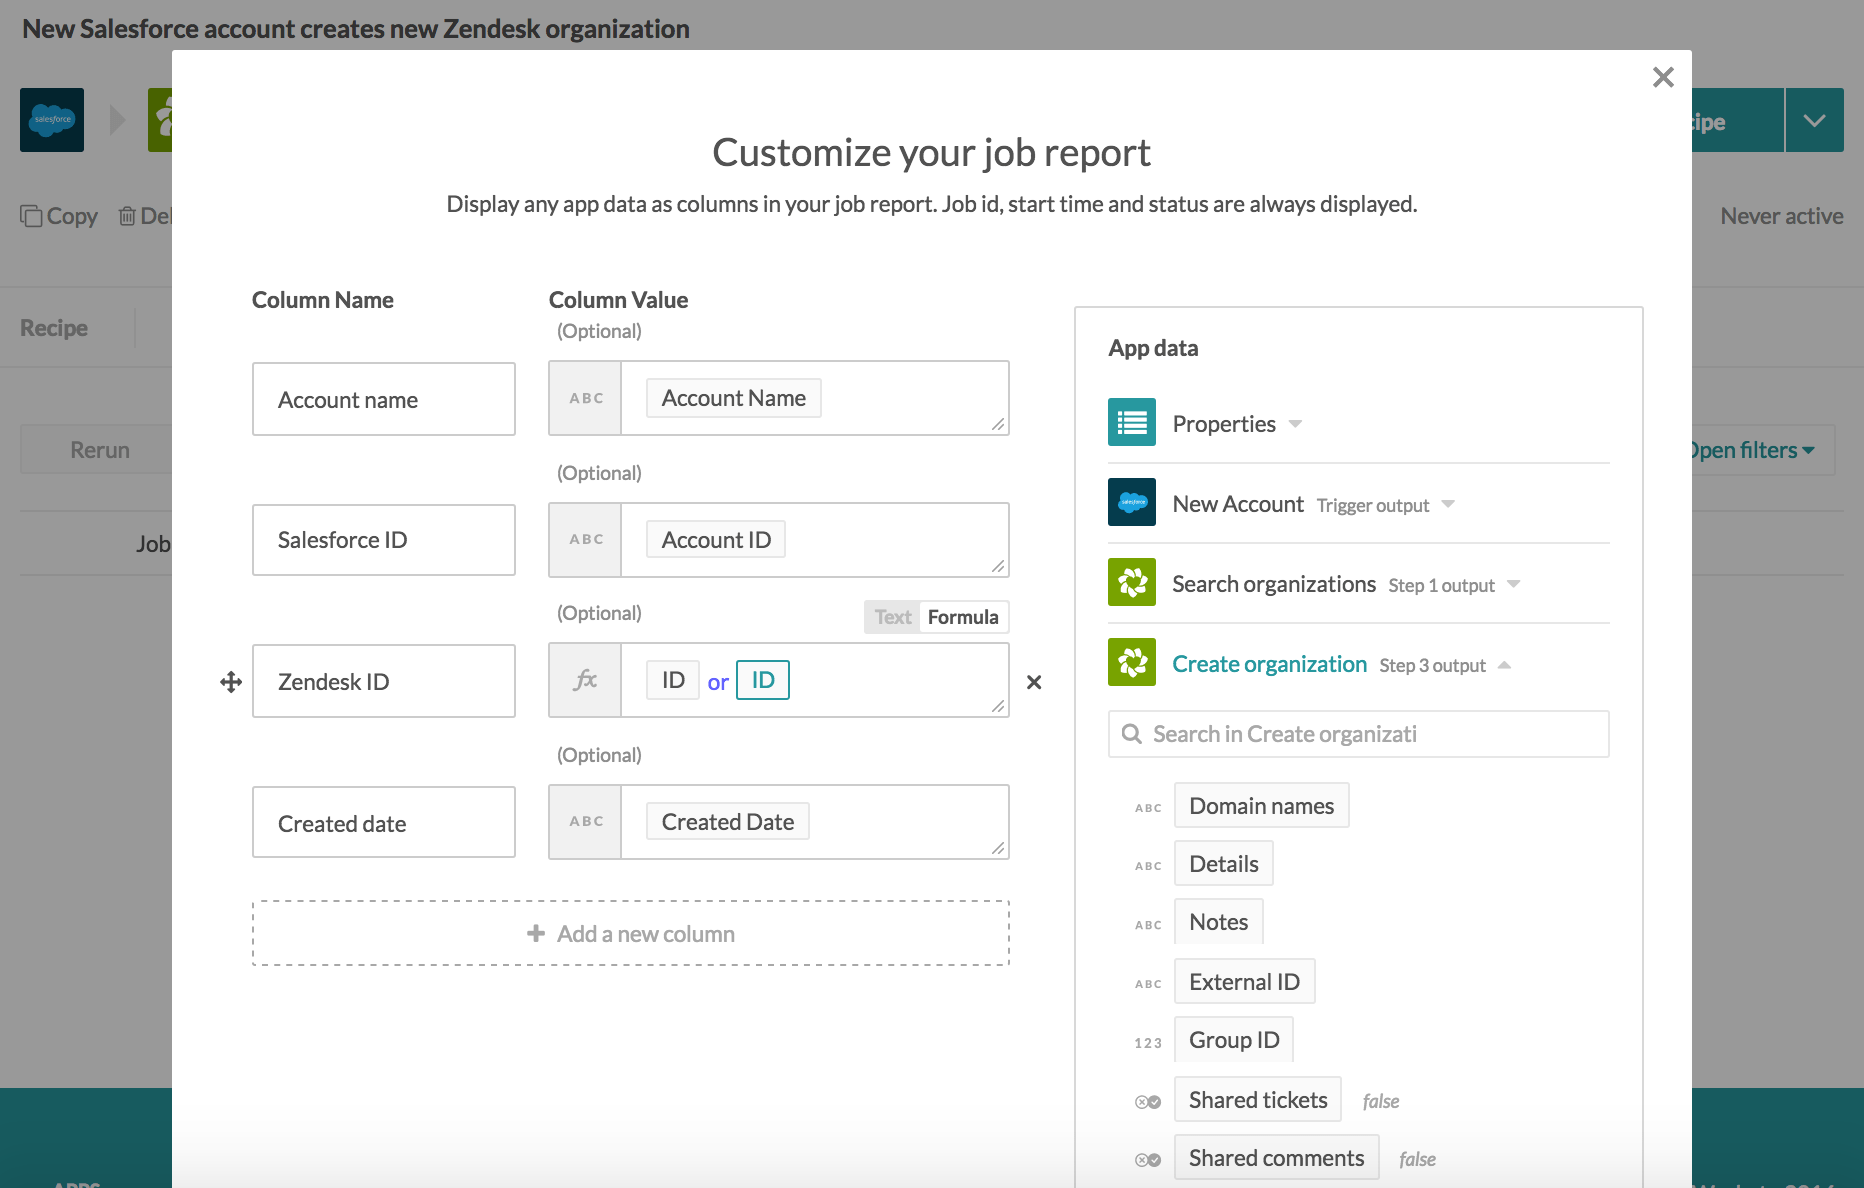 New Salesforce account creates new Zendesk organization
salesforce
Copy
Never active
Recipe
Rerun
Open filters
Job
Customize your job report
Display any app data as columns in your job report. Job id, start time and status are always displayed.
Column Name
Column Value
(Optional)
Account name
ABC
Account Name
(Optional)
Salesforce ID
ABC
Account ID
(Optional)
Text
Formula
Zendesk ID
fx
ID or ID
(Optional)
Created date
ABC
Created Date
Add a new column
App data
Properties
New Account Trigger output
Search organizations Step 1 output
Create organization Step 3 output
Search in Create organizati
ABC Domain names
ABC Details
ABC Notes
ABC External ID
123 Group ID
Shared tickets false
Shared comments false